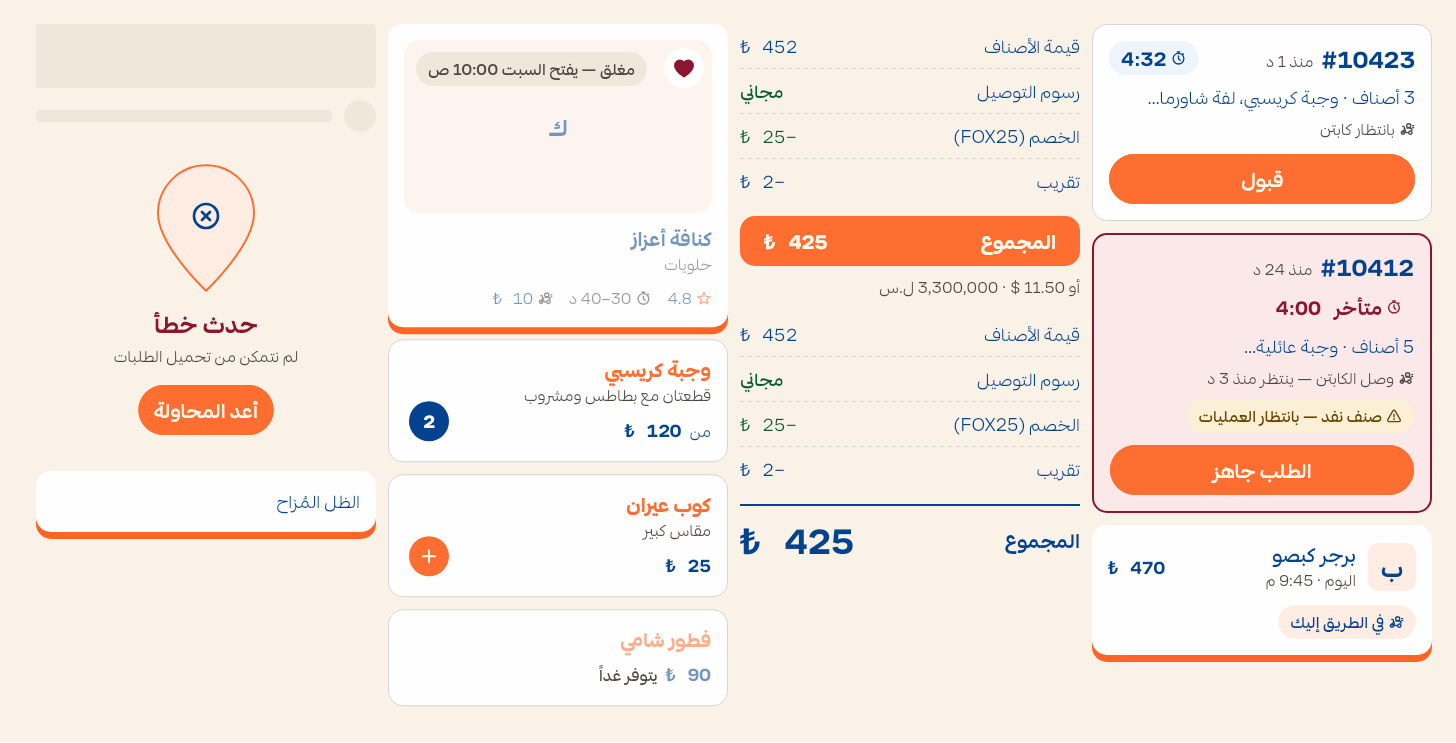 #10423 منذ 1 د 4:32
3 أصناف · وجبة كريسبي، لفة شاورما...
بانتظار كابتن
قبول
#10412 منذ 24 د
متأخر 4:00
5 أصناف · وجبة عائلية...
وصل الكابتن — ينتظر منذ 3 د
صنف نفد — بانتظار العمليات
الطلب جاهز
ب
برجر كبصو
اليوم · 9:45 م
470 ₺
في الطريق إليك
قيمة الأصناف 452 ₺
رسوم التوصيل مجاني
الخصم (FOX25) −25 ₺
تقريب −2 ₺
المجموع 425 ₺
أو 11.50 $ · 3,300,000 ل.س
قيمة الأصناف 452 ₺
رسوم التوصيل مجاني
الخصم (FOX25) −25 ₺
تقريب −2 ₺
المجموع 425 ₺
مغلق — يفتح السبت 10:00 ص
ك
كنافة أعزاز
حلويات
4.8 30–40 د 10 ₺
وجبة كريسبي
قطعتان مع بطاطس ومشروب
من 120 ₺
2
كوب عيران
مقاس كبير
25 ₺
+
فطور شامي
90 ₺ يتوفر غداً
حدث خطأ
لم نتمكن من تحميل الطلبات
أعد المحاولة
الظل المُزاح